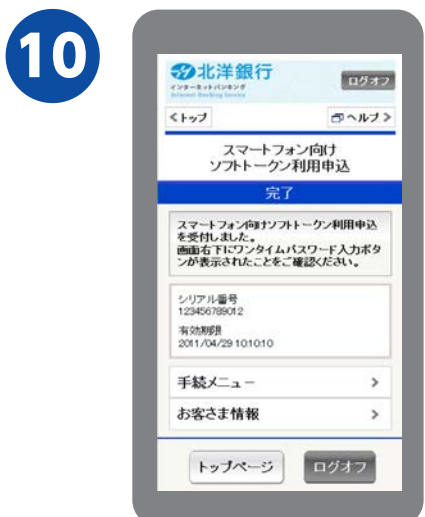 10
北洋銀行
インターネットバンキング
Internet Banking Service
ログオフ
<トップ
ヘルプ>
スマートフォン向け
ソフトトークン利用申込
完了
スマートフォン向けソフトトークン利用申込
を受付しました。
画面右下にワンタイムパスワード入力ボタ
ンが表示されたことをご確認ください。
シリアル番号
123456789012
有効期限
2011/04/29 10:10:10
手続メニュー >
お客さま情報 >
トップページ
ログオフ